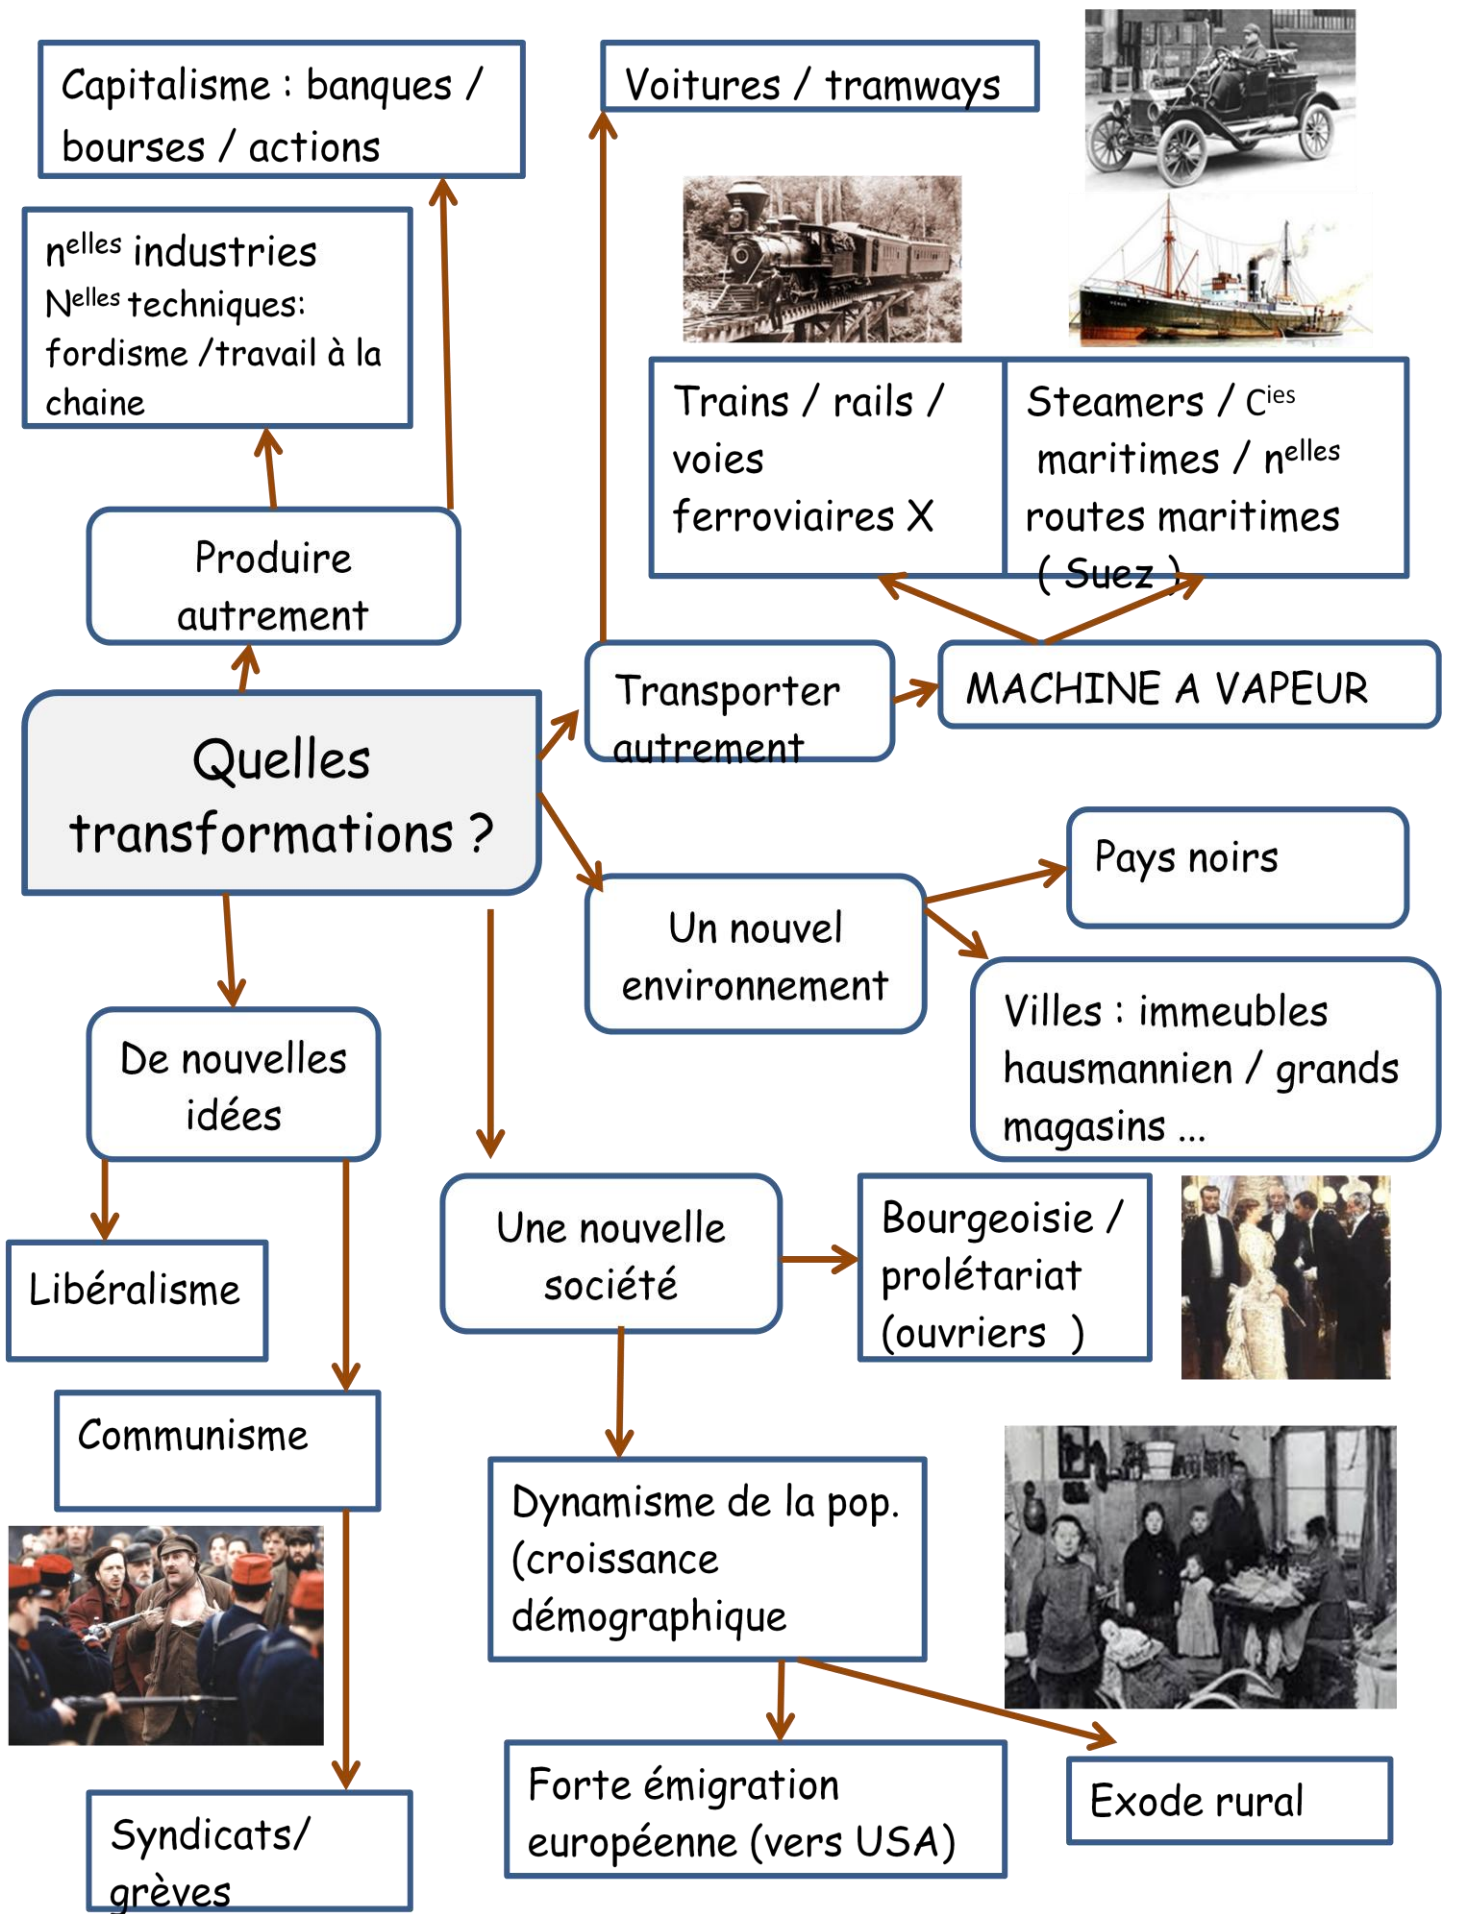 Capitalisme : banques /
bourses / actions
Voitures / tramways
nelles industries
Nelles techniques:
fordisme /travail à la
chaine
Trains / rails /
voies
ferroviaires X
Steamers / Cies
maritimes / nelles
routes maritimes
( Suez )
Produire
autrement
Transporter
autrement
MACHINE A VAPEUR
Quelles
transformations ?
Pays noirs
Un nouvel
environnement
Villes : immeubles
hausmannien / grands
magasins ...
De nouvelles
idées
Une nouvelle
société
Bourgeoisie /
prolétariat
(ouvriers )
Libéralisme
Communisme
Dynamisme de la pop.
(croissance
démographique
Forte émigration
européenne (vers USA)
Exode rural
Syndicats/
grèves